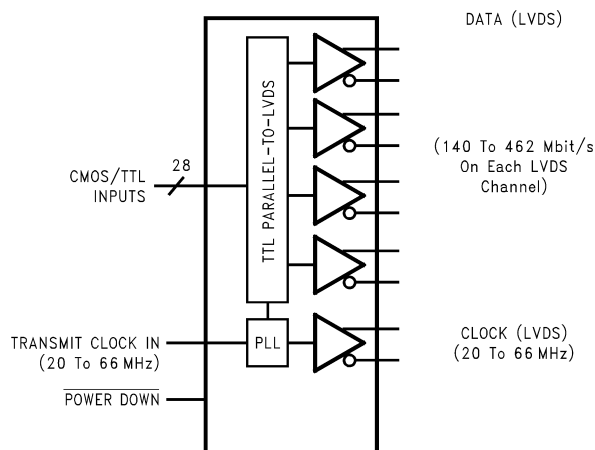 DATA (LVDS)
TTL PARALLEL-TO-LVDS
(140 To 462 Mbit/s
On Each LVDS
Channel)
28
CMOS/TTL
INPUTS
TRANSMIT CLOCK IN
(20 To 66 MHz)
PLL
CLOCK (LVDS)
(20 To 66 MHz)
POWER DOWN